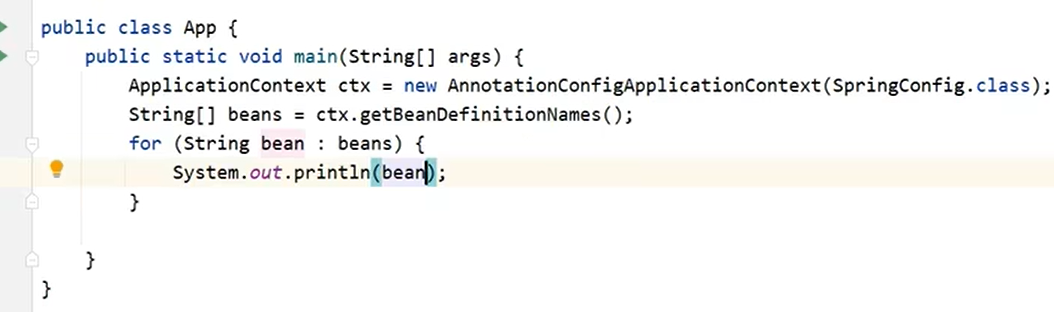 public class App {
    public static void main(String[] args) {
        ApplicationContext ctx = new AnnotationConfigApplicationContext(SpringConfig.class);
        String[] beans = ctx.getBeanDefinitionNames();
        for (String bean : beans) {
            System.out.println(bean);
        }
    }
}